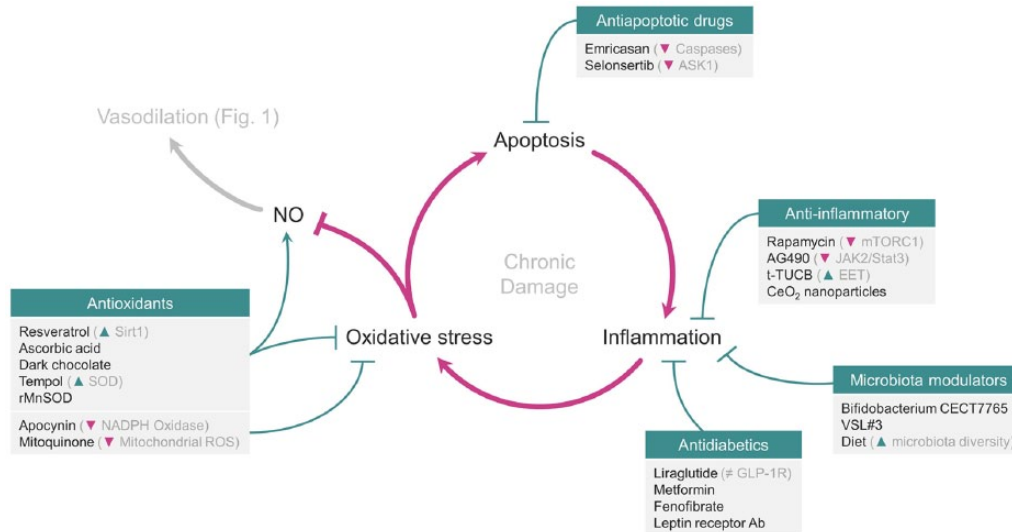 Antiapoptotic drugs
Emricasan (▼ Caspases)
Selonsertib (▼ ASK1)
Vasodilation (Fig. 1)
Apoptosis
NO
Chronic
Damage
Anti-inflammatory
Rapamycin (▼ mTORC1)
AG490 (▼ JAK2/Stat3)
t-TUCB (▲ EET)
CeO₂ nanoparticles
Antioxidants
Resveratrol (▲ Sirt1)
Ascorbic acid
Dark chocolate
Tempol (▲ SOD)
rMnSOD
Apocynin (▼ NADPH Oxidase)
Mitoquinone (▼ Mitochondrial ROS)
Oxidative stress
Inflammation
Microbiota modulators
Bifidobacterium CECT7765
VSL#3
Diet (▲ microbiota diversity)
Antidiabetics
Liraglutide (≠ GLP-1R)
Metformin
Fenofibrate
Leptin receptor Ab